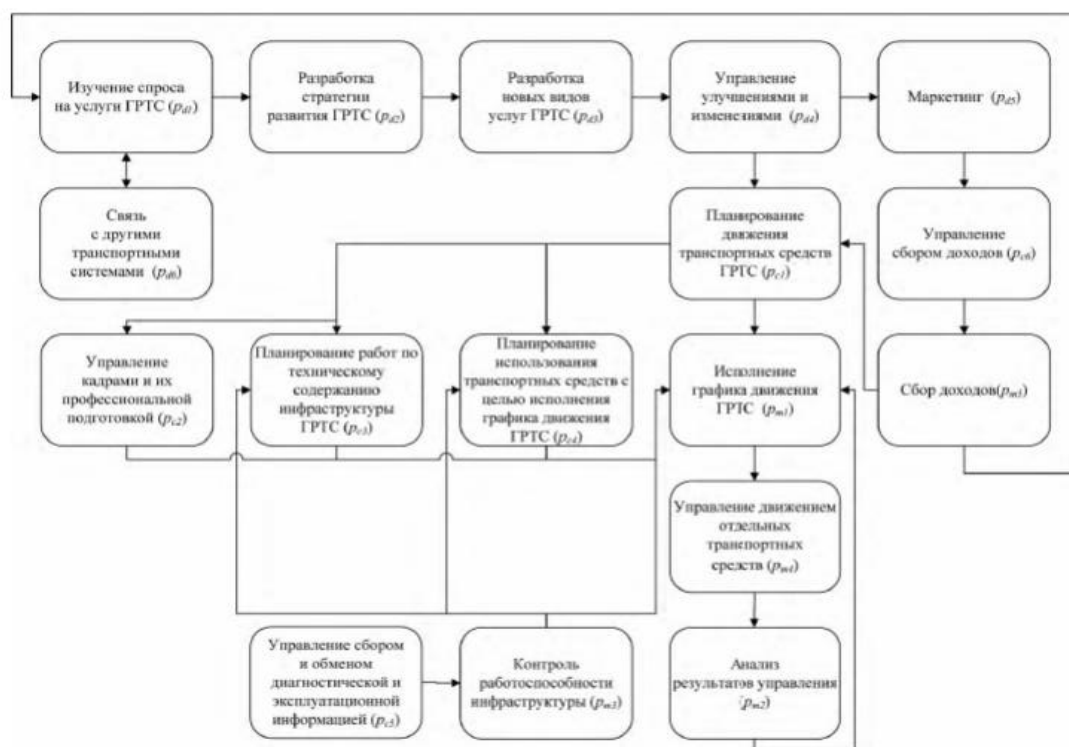 Изучение спроса
на услуги ГРТС (pd1)
Разработка
стратегии
развития ГРТС (pd2)
Разработка
новых видов
услуг ГРТС (pd3)
Управление
улучшениями и
изменениями (pd4)
Маркетинг (pd5)
Связь
с другими
транспортными
системами (pd6)
Планирование
движения
транспортных средств
ГРТС (pc1)
Управление
сбором доходов (pc6)
Управление
кадрами и их
профессиональной
подготовкой (pc2)
Планирование работ по
техническому
содержанию
инфраструктуры
ГРТС (pc3)
Планирование
использования
транспортных средств с
целью исполнения
графика движения
ГРТС (pc4)
Исполнение
графика движения
ГРТС (pm1)
Сбор доходов(pm5)
Управление движением
отдельных
транспортных
средств (pm4)
Управление сбором
и обменом
диагностической и
эксплуатационной
информацией (pc5)
Контроль
работоспособности
инфраструктуры (pm3)
Анализ
результатов управления
(pm2)